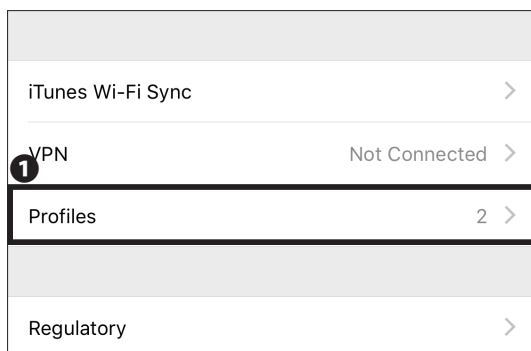 iTunes Wi-Fi Sync
VPN Not Connected
1
Profiles 2
Regulatory